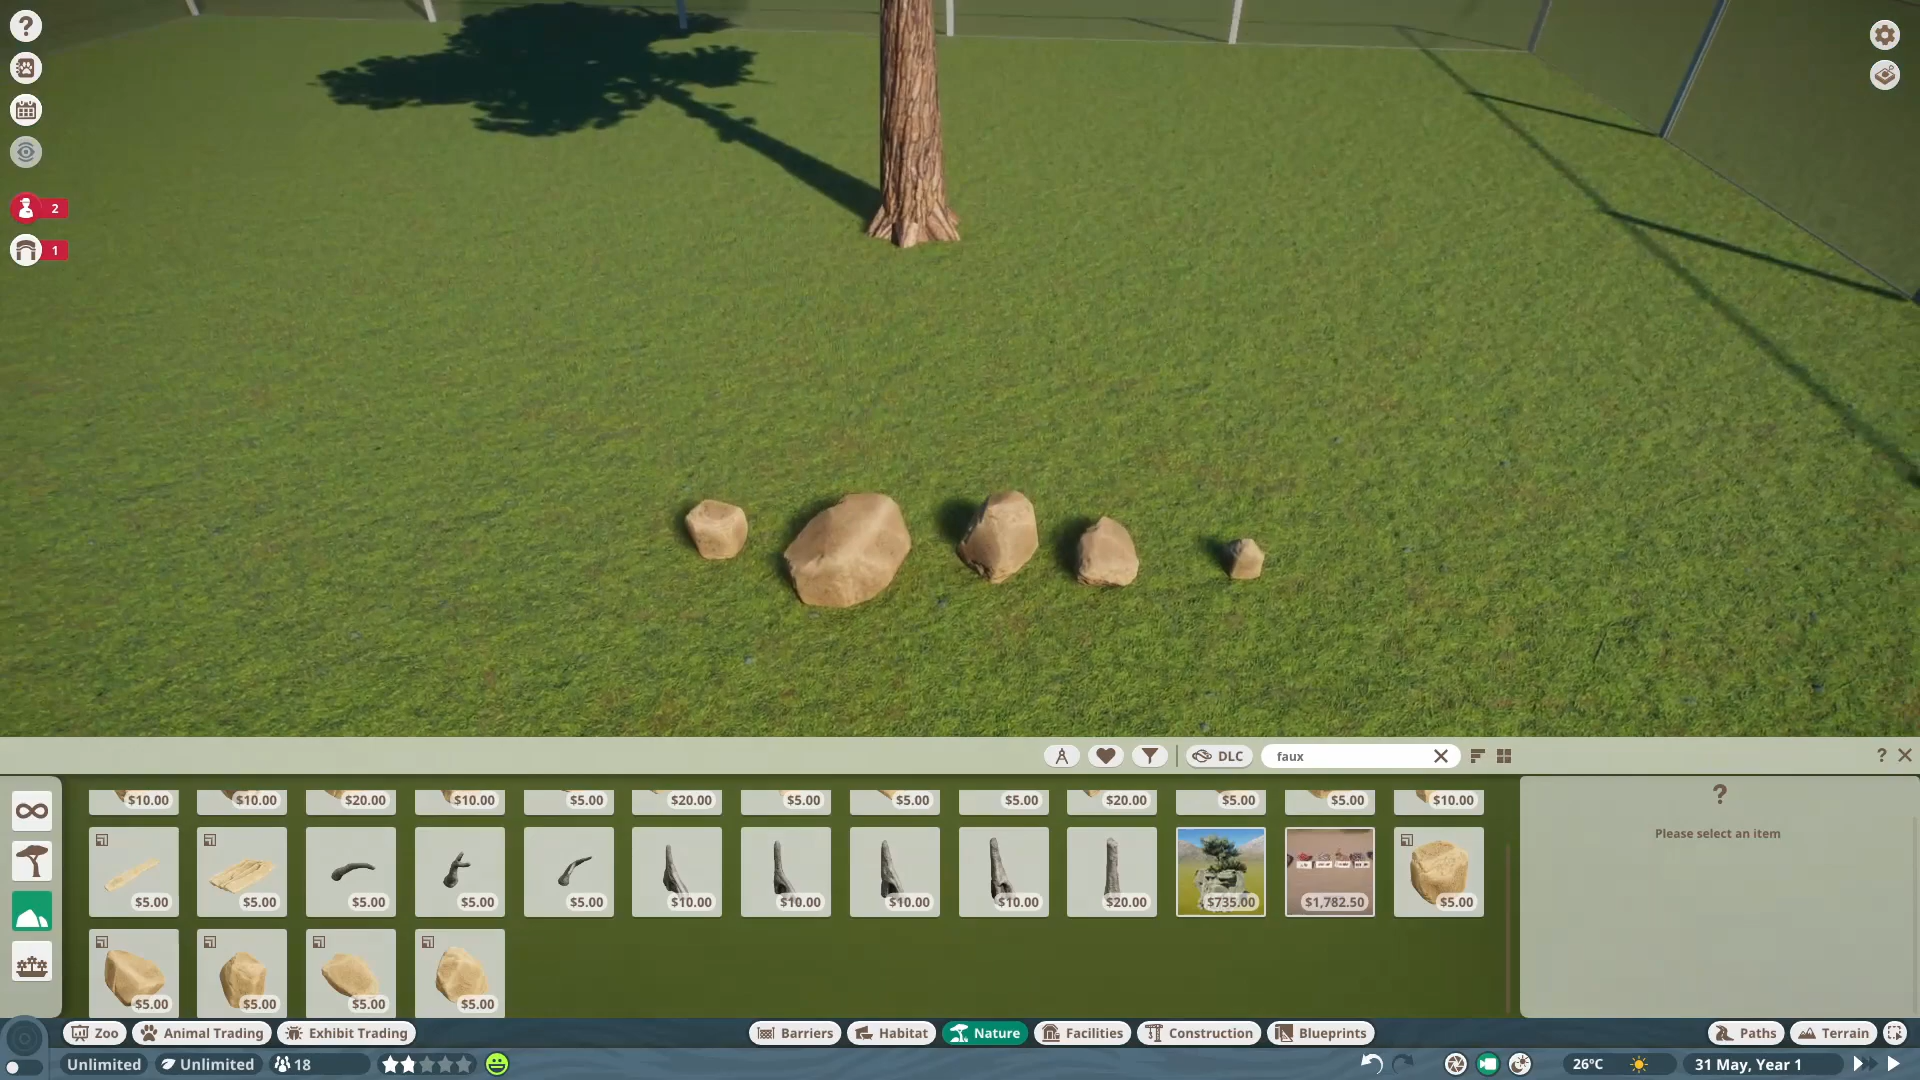 ?
2
1
DLC
faux
?
$10.00 $10.00 $20.00 $10.00 $5.00 $20.00 $5.00 $5.00 $5.00 $20.00 $5.00 $5.00 $10.00
?
Please select an item
$5.00 $5.00 $5.00 $5.00 $5.00 $10.00 $10.00 $10.00 $10.00 $20.00 $735.00 $1,782.50 $5.00
$5.00 $5.00 $5.00 $5.00
Zoo Animal Trading Exhibit Trading Barriers Habitat Nature Facilities Construction Blueprints Paths Terrain
Unlimited Unlimited 18 26°C 31 May, Year 1